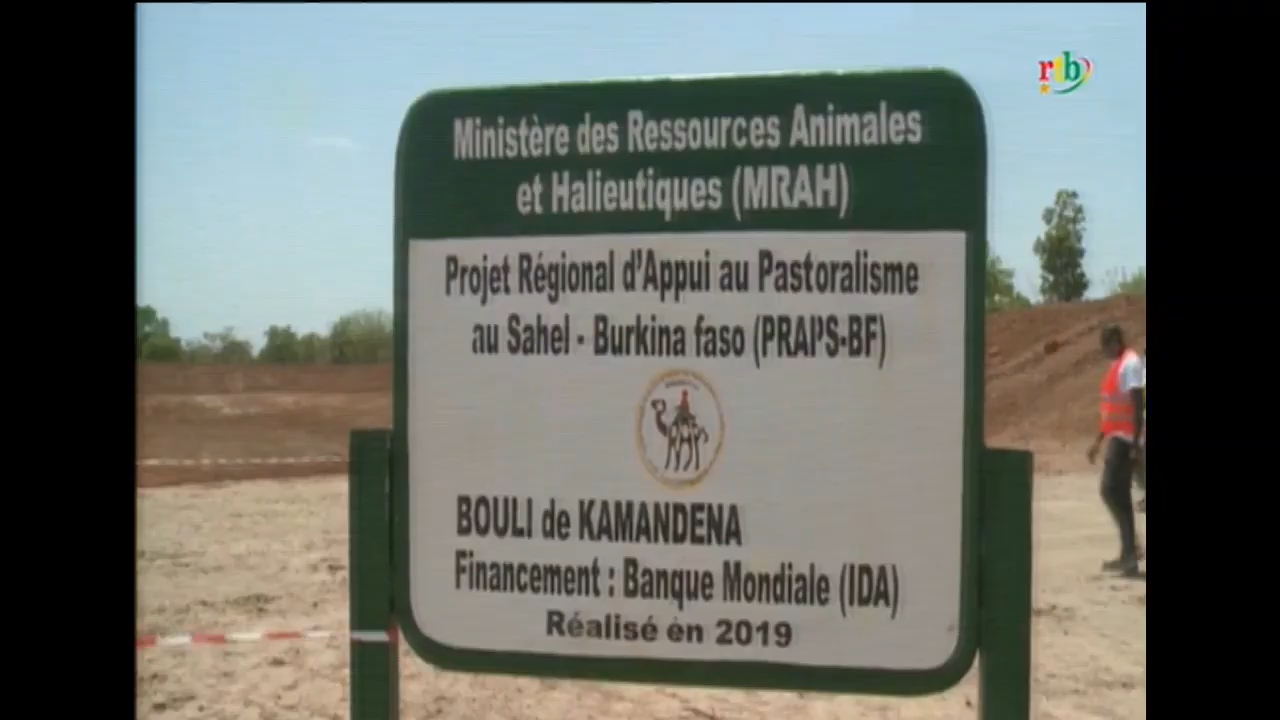 rtb
Ministère des Ressources Animales
et Halieutiques (MRAH)
Projet Régional d'Appui au Pastoralisme
au Sahel - Burkina faso (PRAPS-BF)
BOULI de KAMANDENA
Financement : Banque Mondiale (IDA)
Réalisé en 2019